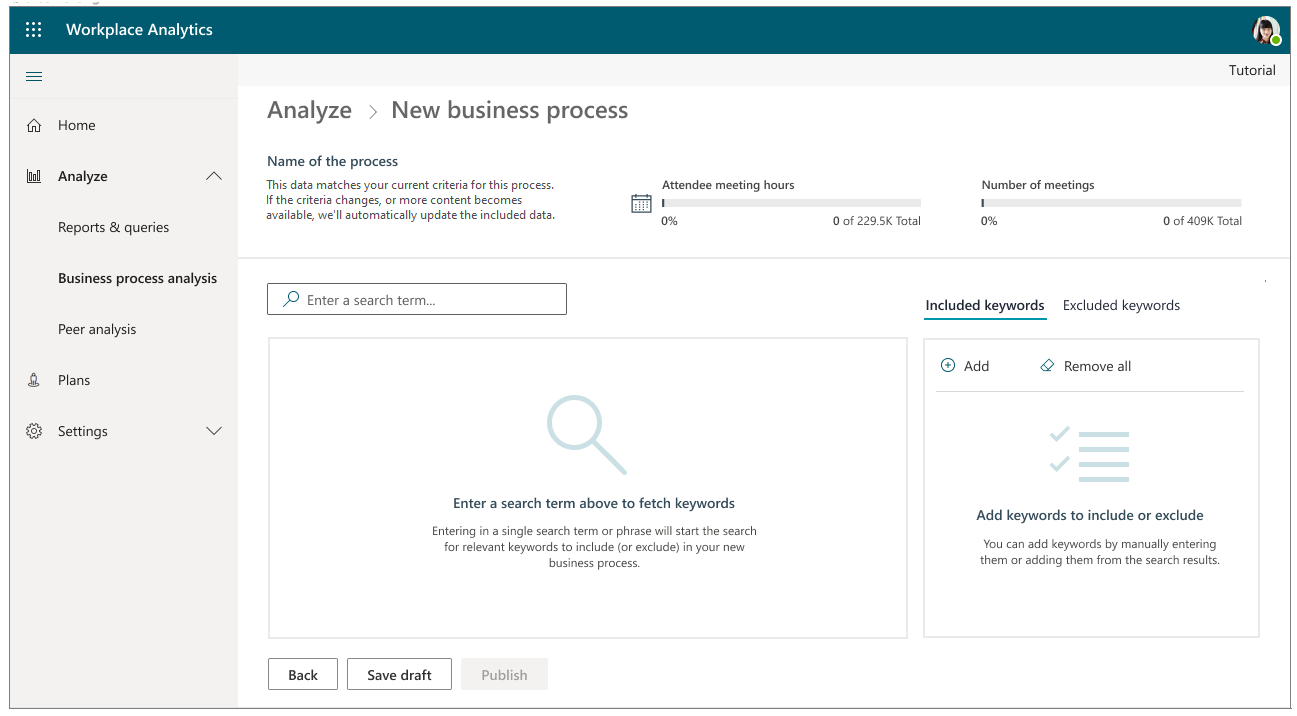 Workplace Analytics
Tutorial
Home
Analyze
Reports & queries
Business process analysis
Peer analysis
Plans
Settings
Analyze > New business process
Name of the process
This data matches your current criteria for this process.
If the criteria changes, or more content becomes
available, we'll automatically update the included data.
Attendee meeting hours
0% 0 of 229.5K Total
Number of meetings
0% 0 of 409K Total
Enter a search term...
Enter a search term above to fetch keywords
Entering in a single search term or phrase will start the search
for relevant keywords to include (or exclude) in your new
business process.
Included keywords Excluded keywords
Add Remove all
Add keywords to include or exclude
You can add keywords by manually entering
them or adding them from the search results.
Back Save draft Publish